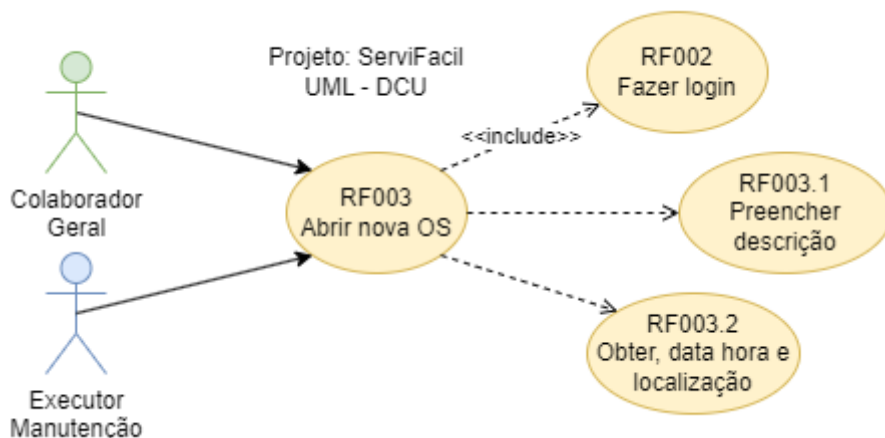 Projeto: ServiFacil
UML - DCU
RF002
Fazer login
<<include>>
Colaborador
Geral
RF003
Abrir nova OS
RF003.1
Preencher
descrição
RF003.2
Obter, data hora e
localização
Executor
Manutenção